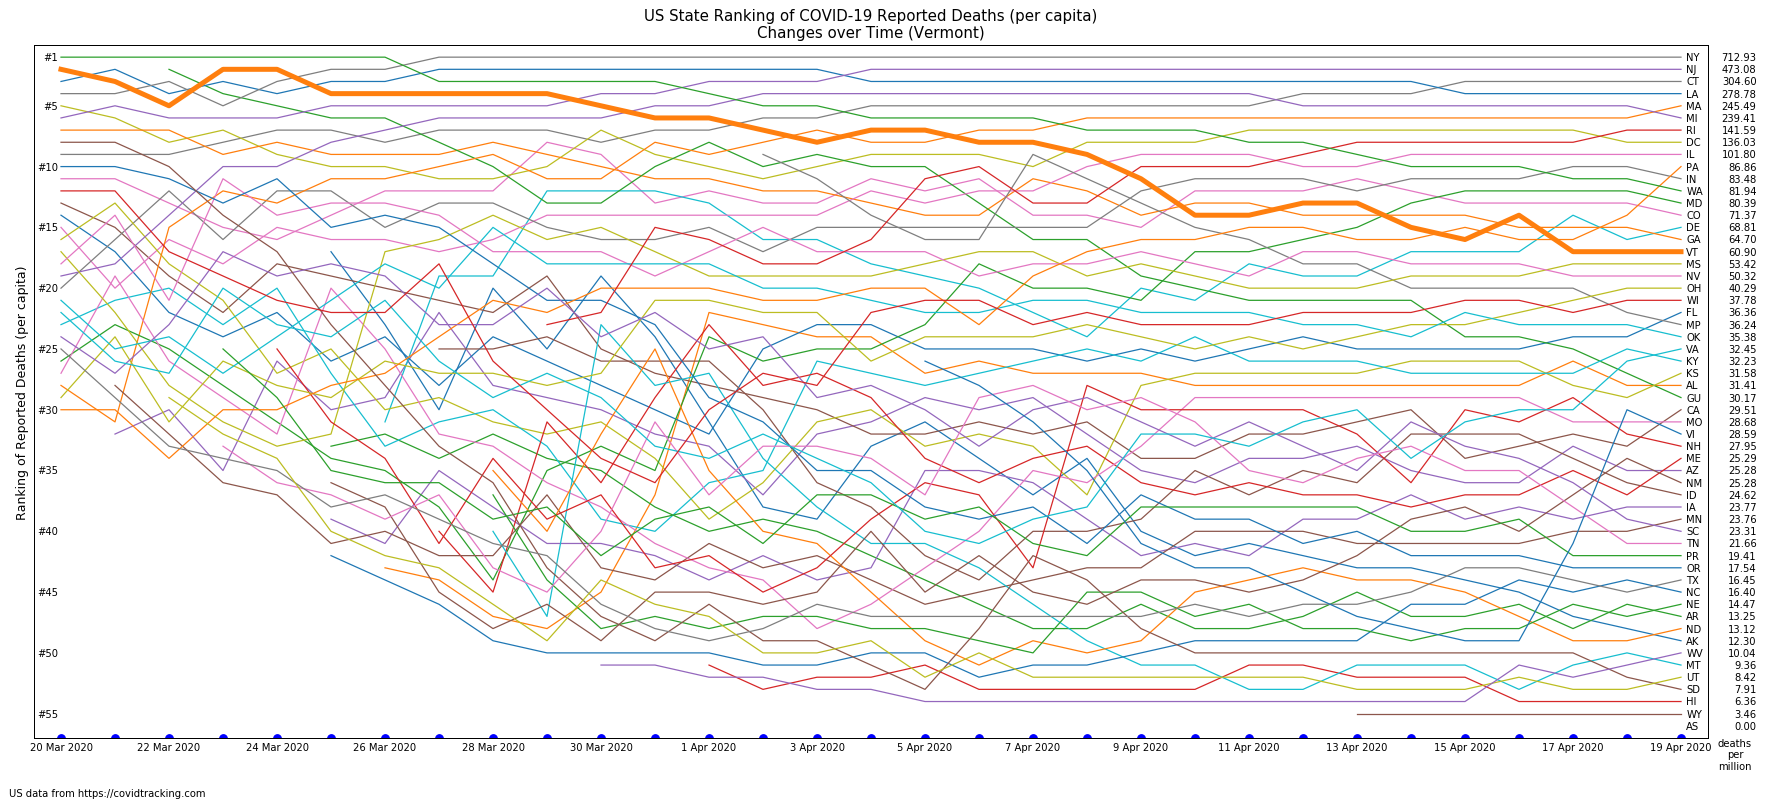 US State Ranking of COVID-19 Reported Deaths (per capita)
Changes over Time (Vermont)
Ranking of Reported Deaths (per capita)
#1
#5
#10
#15
#20
#25
#30
#35
#40
#45
#50
#55
NY 712.93
NJ 473.08
CT 304.60
LA 278.78
MA 245.49
MI 239.41
RI 141.59
DC 136.03
IL 101.80
PA 86.86
IN 83.48
WA 81.94
MD 80.39
CO 71.37
DE 68.81
GA 64.70
VT 60.90
MS 53.42
NV 50.32
OH 40.29
WI 37.78
FL 36.36
MP 36.24
OK 35.38
VA 32.45
KY 32.23
KS 31.58
AL 31.41
GU 30.17
CA 29.51
MO 28.68
VI 28.59
NH 27.95
ME 25.29
AZ 25.28
NM 25.28
ID 24.62
IA 23.77
MN 23.76
SC 23.31
TN 21.66
PR 19.41
OR 17.54
TX 16.45
NC 16.40
NE 14.47
AR 13.25
ND 13.12
AK 12.30
WV 10.04
MT 9.36
UT 8.42
SD 7.91
HI 6.36
WY 3.46
AS 0.00
20 Mar 2020 22 Mar 2020 24 Mar 2020 26 Mar 2020 28 Mar 2020 30 Mar 2020 1 Apr 2020 3 Apr 2020 5 Apr 2020 7 Apr 2020 9 Apr 2020 11 Apr 2020 13 Apr 2020 15 Apr 2020 17 Apr 2020 19 Apr 2020
deaths
per
million
US data from https://covidtracking.com